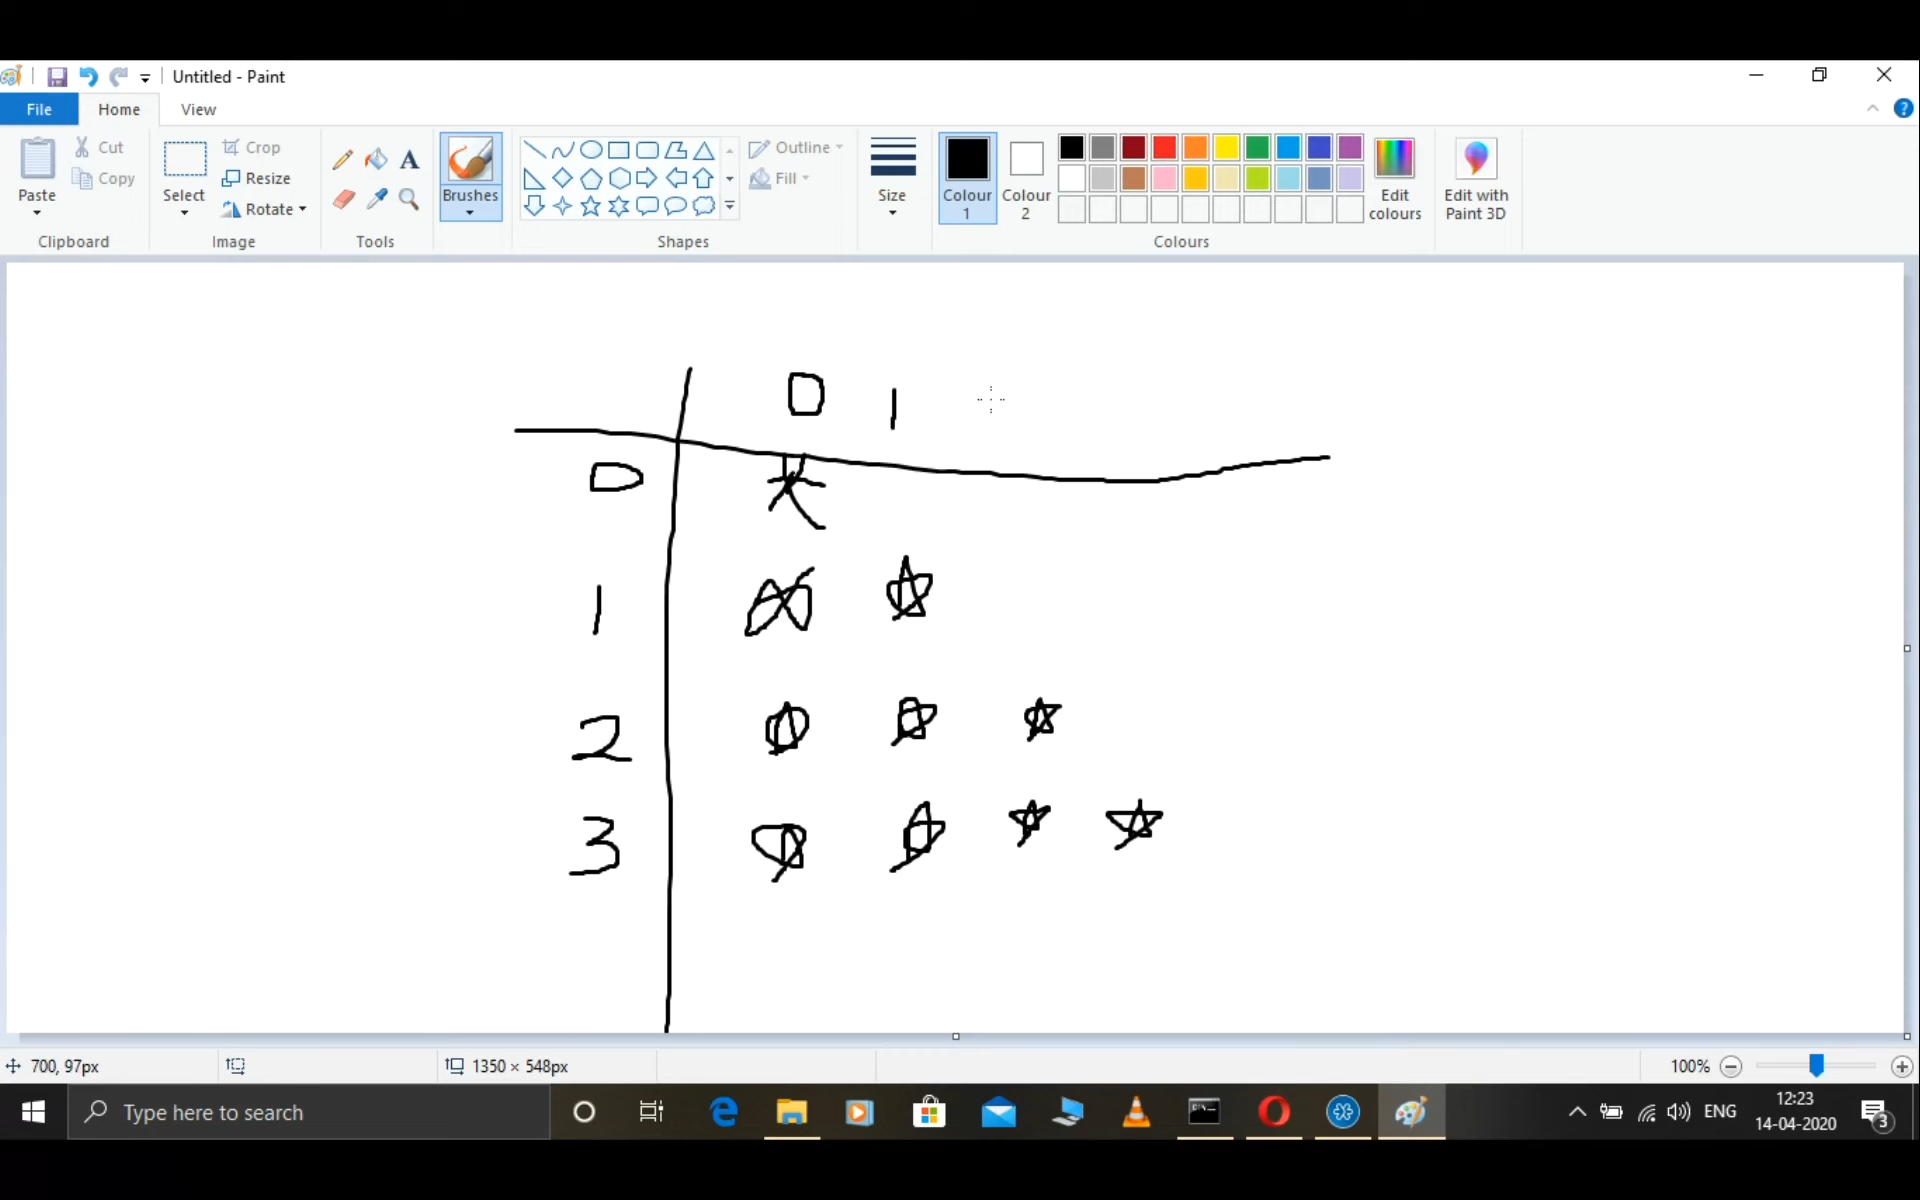 Untitled - Paint
File Home View
Paste Cut Copy Clipboard
Select Crop Resize Rotate Image
A
Tools
Brushes
Outline Fill Shapes
Size
Colour 1 Colour 2 Edit colours Colours
Edit with Paint 3D
?
0 1
0 *
1
2
3
700, 97px 1350 × 548px 100%
Type here to search ENG 12:23 14-04-2020 3